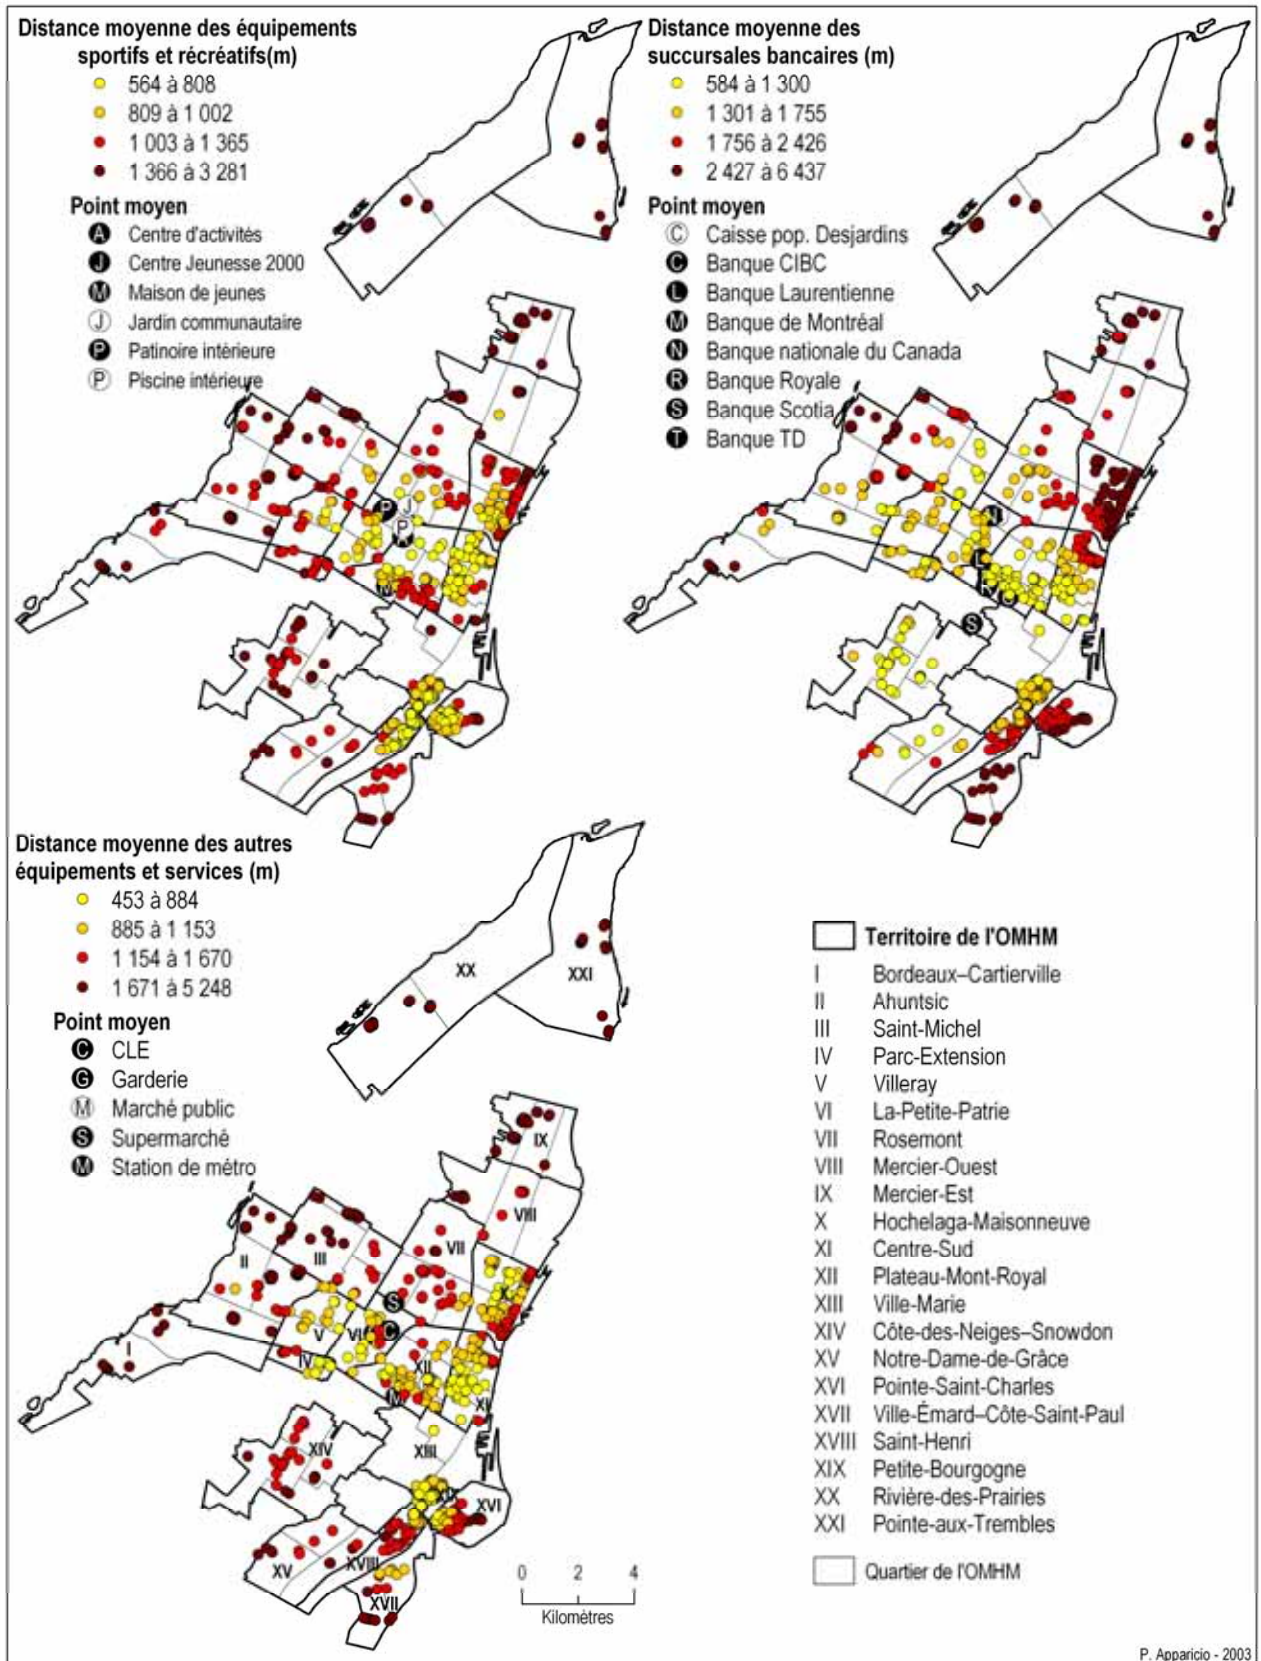 Distance moyenne des équipements
sportifs et récréatifs(m)
564 à 808
809 à 1 002
1 003 à 1 365
1 366 à 3 281
Point moyen
A Centre d'activités
J Centre Jeunesse 2000
M Maison de jeunes
J Jardin communautaire
P Patinoire intérieure
P Piscine intérieure
P
J
P
M
Distance moyenne des
succursales bancaires (m)
584 à 1 300
1 301 à 1 755
1 756 à 2 426
2 427 à 6 437
Point moyen
C Caisse pop. Desjardins
C Banque CIBC
L Banque Laurentienne
M Banque de Montréal
N Banque nationale du Canada
R Banque Royale
S Banque Scotia
T Banque TD
N
L
R
S
Distance moyenne des autres
équipements et services (m)
453 à 884
885 à 1 153
1 154 à 1 670
1 671 à 5 248
Point moyen
C CLE
G Garderie
M Marché public
S Supermarché
M Station de métro
XX
XXI
IX
VIII
VII
III
II
X
S
C
V
VI
IV
I
XII
M
XI
XIII
XIV
XIX
XVI
XV
XVIII
XVII
0 2 4
Kilomètres
Territoire de l'OMHM
I Bordeaux–Cartierville
II Ahuntsic
III Saint-Michel
IV Parc-Extension
V Villeray
VI La-Petite-Patrie
VII Rosemont
VIII Mercier-Ouest
IX Mercier-Est
X Hochelaga-Maisonneuve
XI Centre-Sud
XII Plateau-Mont-Royal
XIII Ville-Marie
XIV Côte-des-Neiges–Snowdon
XV Notre-Dame-de-Grâce
XVI Pointe-Saint-Charles
XVII Ville-Émard–Côte-Saint-Paul
XVIII Saint-Henri
XIX Petite-Bourgogne
XX Rivière-des-Prairies
XXI Pointe-aux-Trembles
Quartier de l'OMHM
P. Apparicio - 2003